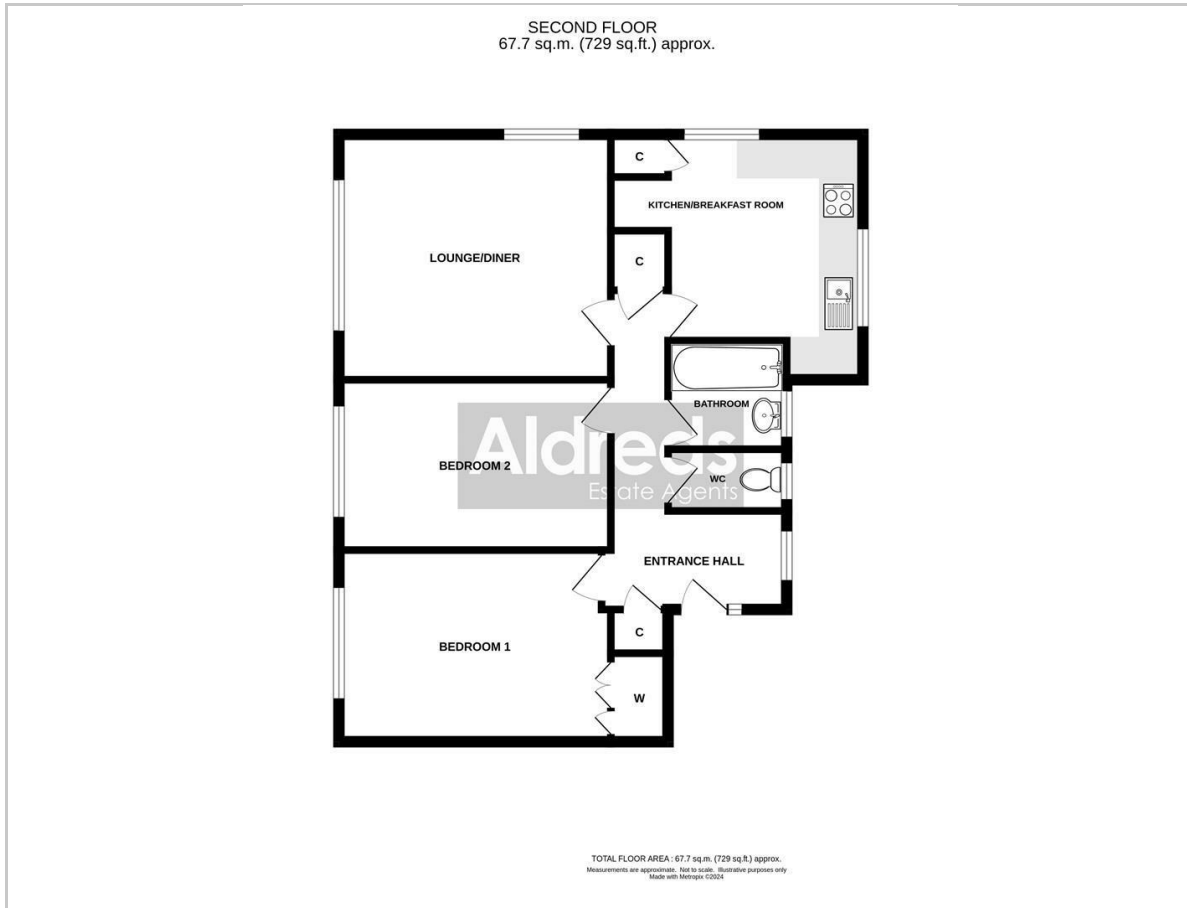 SECOND FLOOR
67.7 sq.m. (729 sq.ft.) approx.
C
KITCHEN/BREAKFAST ROOM
LOUNGE/DINER
C
BATHROOM
Aldreds
BEDROOM 2
WC
Estate Agents
ENTRANCE HALL
C
BEDROOM 1
W
TOTAL FLOOR AREA : 67.7 sq.m. (729 sq.ft.) approx.
Measurements are approximate. Not to scale. Illustrative purposes only
Made with Metropix ©2024